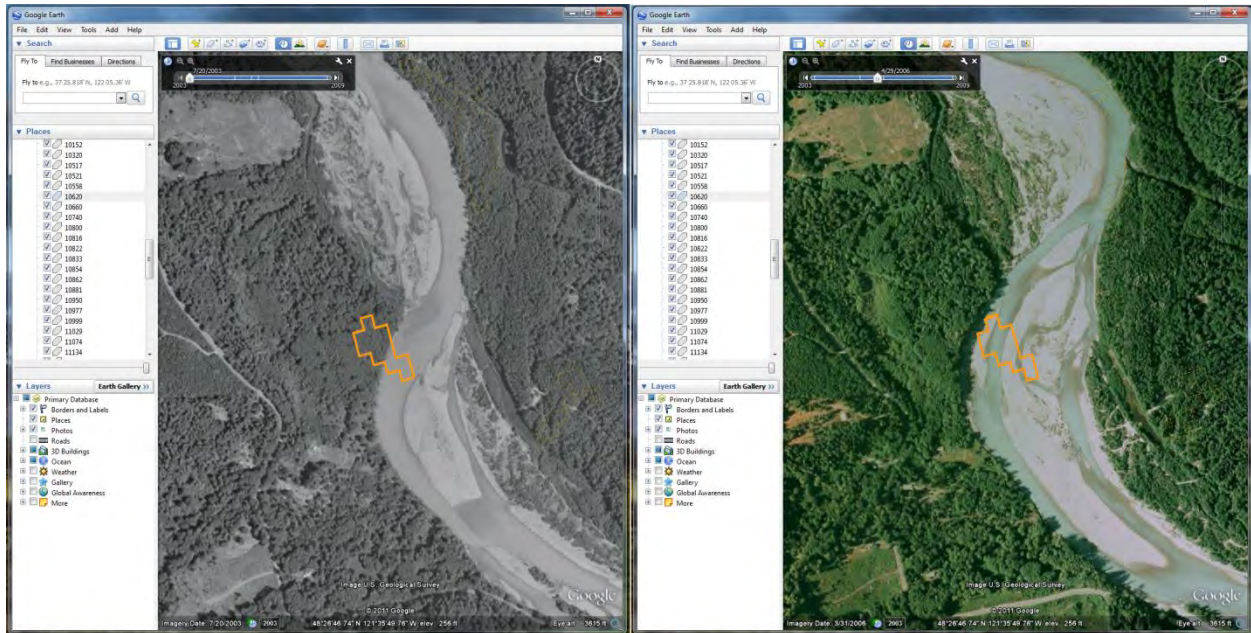 Google Earth
File Edit View Tools Add Help
Search
Fly To Find Businesses Directions
Fly to e.g., 37 25.818' N, 122 05.36' W
Places
10152
10320
10517
10521
10558
10620
10660
10740
10800
10816
10822
10833
10854
10862
10881
10950
10977
10999
11029
11074
11134
Layers Earth Gallery >>
Primary Database
Borders and Labels
Places
Photos
Roads
3D Buildings
Ocean
Weather
Gallery
Global Awareness
More
7/20/2003
2003 2009
N
Image U.S. Geological Survey
© 2011 Google
Google
Imagery Date: 7/20/2003 2003 48°26'46.74" N 121°35'49.76" W elev 256 ft Eye alt 3615 ft
Google Earth
File Edit View Tools Add Help
Search
Fly To Find Businesses Directions
Fly to e.g., 37 25.818' N, 122 05.36' W
Places
10152
10320
10517
10521
10558
10620
10660
10740
10800
10816
10822
10833
10854
10862
10881
10950
10977
10999
11029
11074
11134
Layers Earth Gallery >>
Primary Database
Borders and Labels
Places
Photos
Roads
3D Buildings
Ocean
Weather
Gallery
Global Awareness
More
2003 2009
N
Image U.S. Geological Survey
© 2011 Google
Google
Imagery Date: 3/31/2006 2003 48°26'46.74" N 121°35'49.76" W elev 256 ft Eye alt 3615 ft